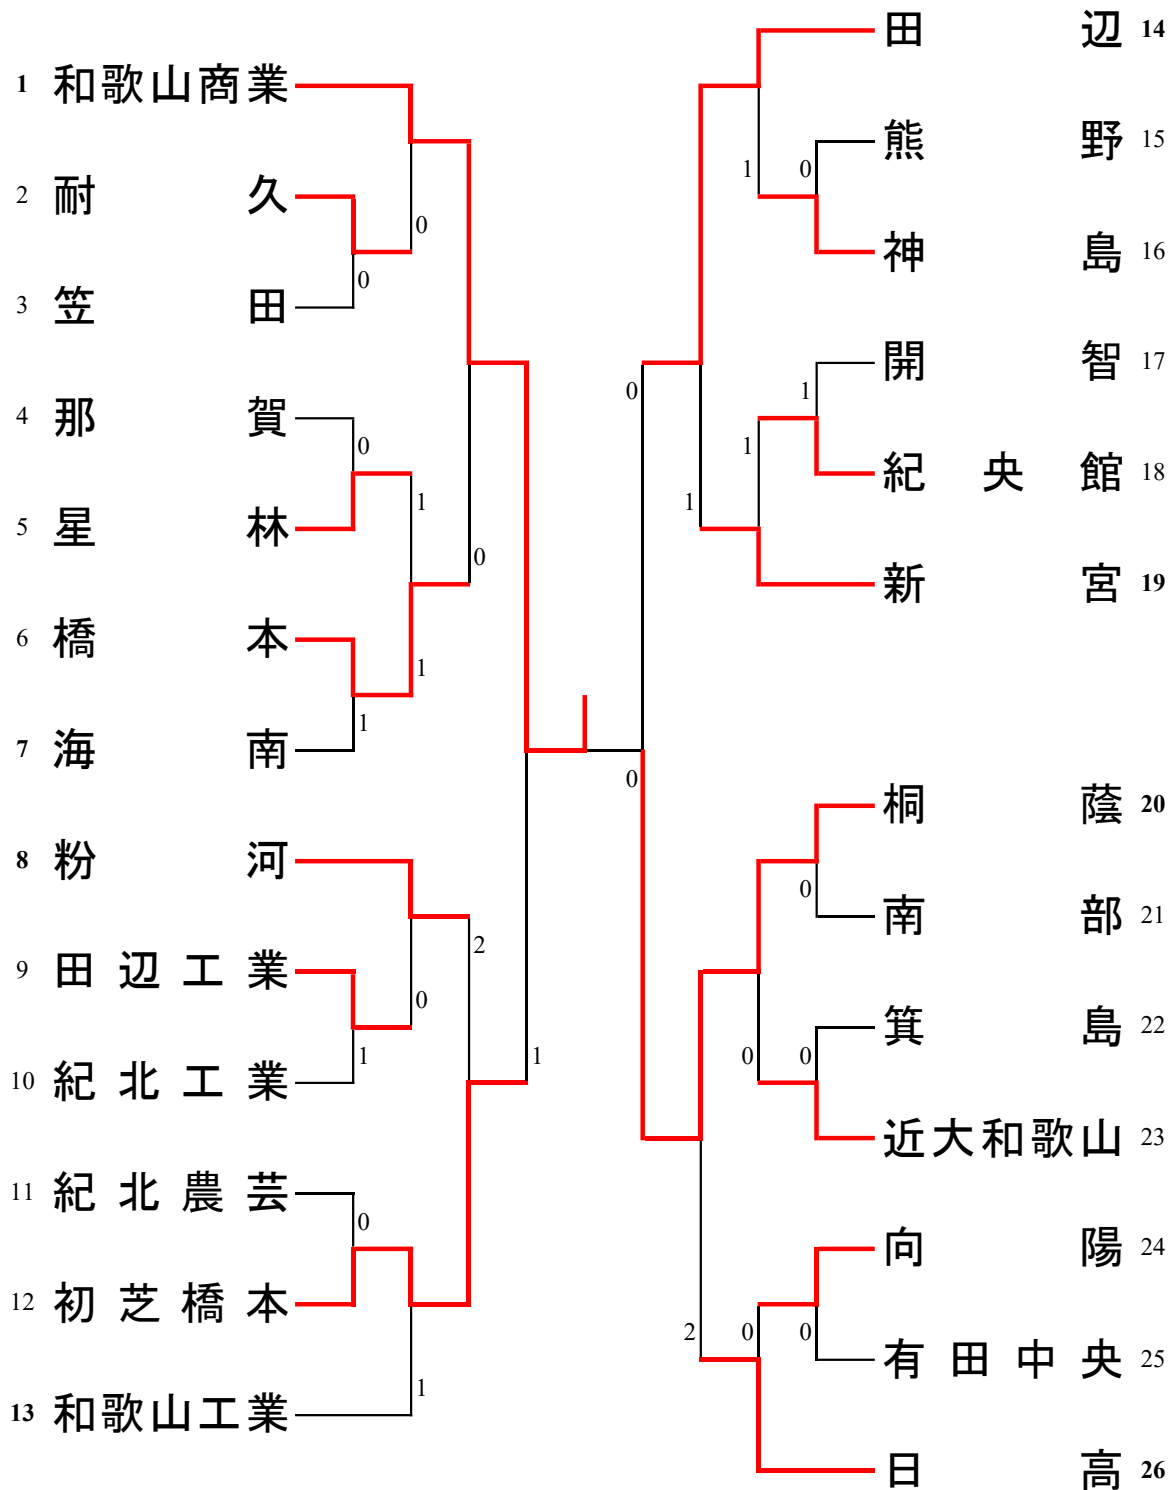 1 和歌山商業
2 耐久
0
3 笠田
0
4 那賀
0
5 星林
1
0
6 橋本
1
7 海南
1
8 粉河
2
9 田辺工業
0
10 紀北工業
1
1
11 紀北農芸
0
12 初芝橋本
13 和歌山工業
1
0
0
田辺 14
熊野 15
0
1
神島 16
開智 17
1
紀央館 18
1
1
新宮 19
桐蔭 20
0
南部 21
箕島 22
0
0
近大和歌山 23
向陽 24
2
0
0
有田中央 25
日高 26